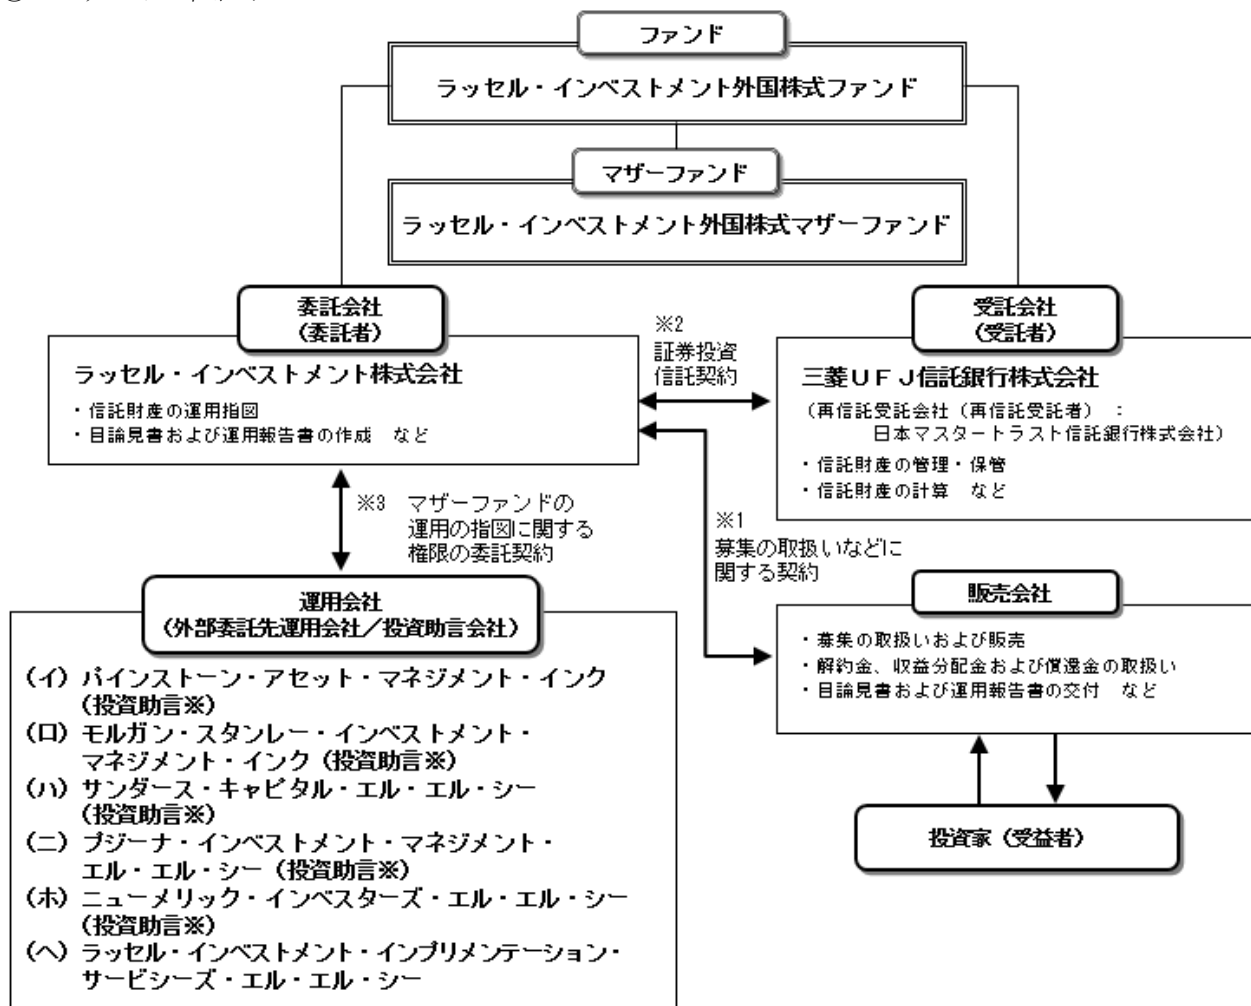 ファンド
ラッセル・インベストメント外国株式ファンド
マザーファンド
ラッセル・インベストメント外国株式マザーファンド
委託会社
（委託者）
ラッセル・インベストメント株式会社
・信託財産の運用指図
・目論見書および運用報告書の作成　など
※2
証券投資
信託契約
受託会社
（受託者）
三菱ＵＦＪ信託銀行株式会社
（再信託受託会社（再信託受託者）：
日本マスタートラスト信託銀行株式会社）
・信託財産の管理・保管
・信託財産の計算　など
※3　マザーファンドの
運用の指図に関する
権限の委託契約
※1
募集の取扱いなどに
関する契約
運用会社
（外部委託先運用会社／投資助言会社）
（イ）パインストーン・アセット・マネジメント・インク
（投資助言※）
（ロ）モルガン・スタンレー・インベストメント・
マネジメント・インク（投資助言※）
（ハ）サンダース・キャピタル・エル・エル・シー
（投資助言※）
（ニ）プジーナ・インベストメント・マネジメント・
エル・エル・シー（投資助言※）
（ホ）ニューメリック・インベスターズ・エル・エル・シー
（投資助言※）
（ヘ）ラッセル・インベストメント・インプリメンテーション・
サービシーズ・エル・エル・シー
販売会社
・募集の取扱いおよび販売
・解約金、収益分配金および償還金の取扱い
・目論見書および運用報告書の交付　など
投資家（受益者）